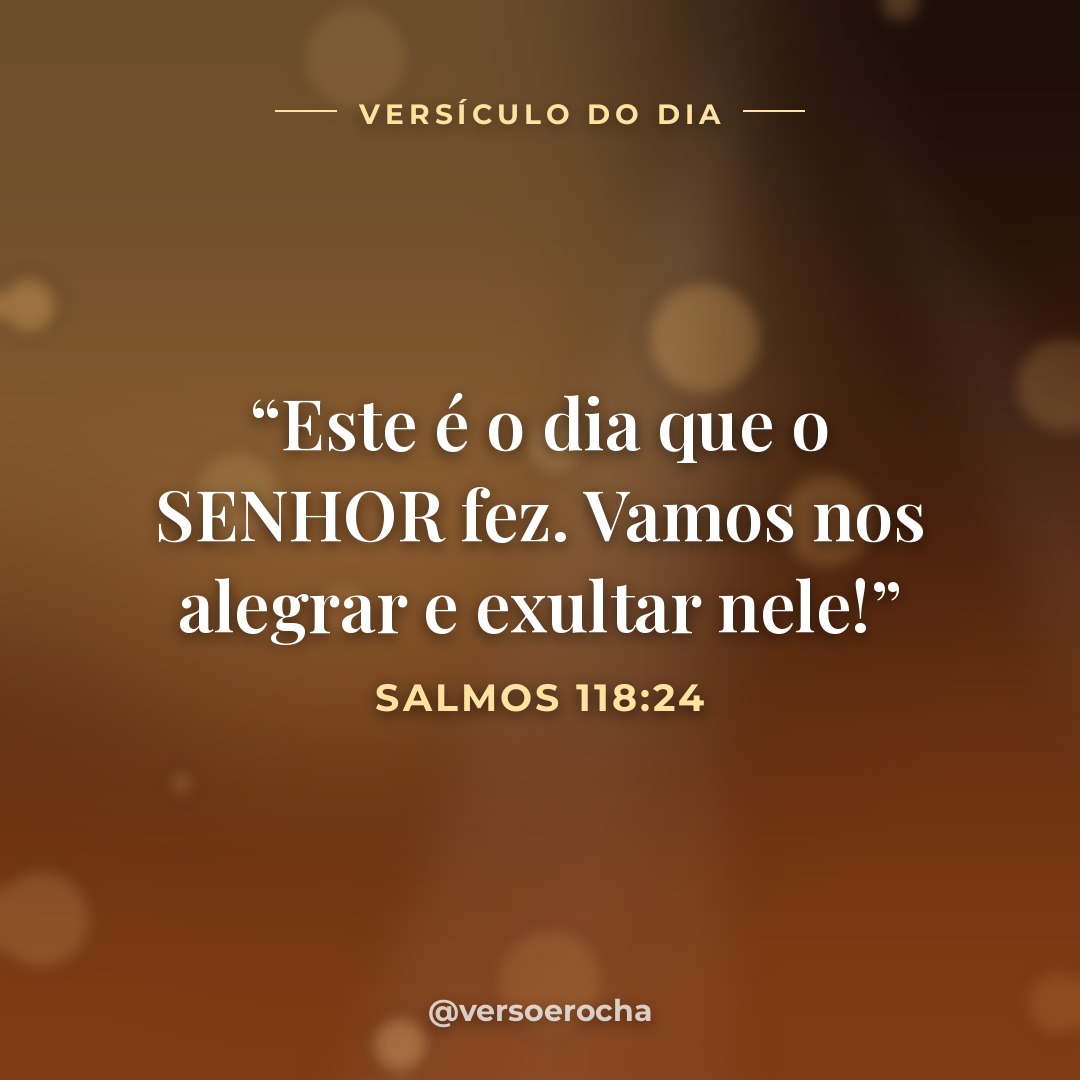 VERSÍCULO DO DIA
“Este é o dia que o
SENHOR fez. Vamos nos
alegrar e exultar nele!”
SALMOS 118:24
@versoerocha